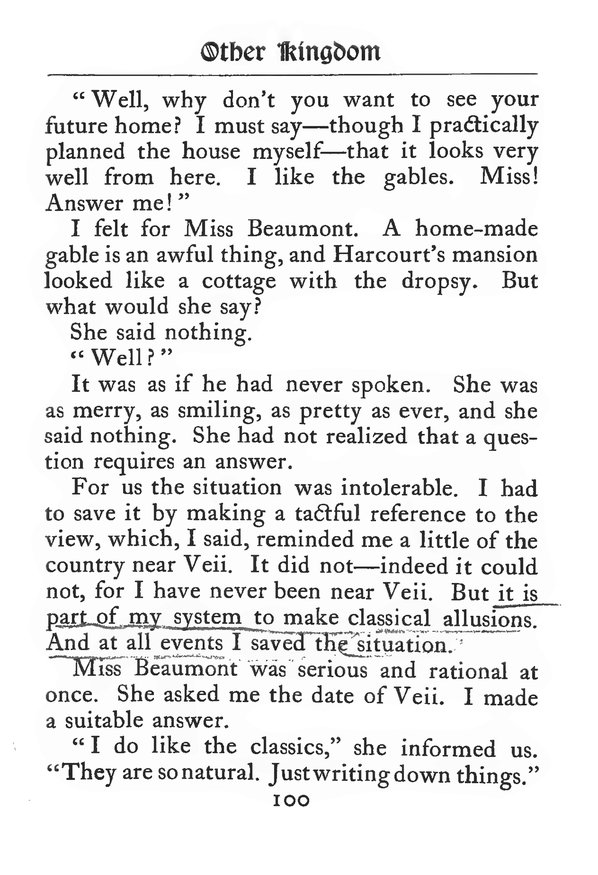 Other Kingdom
“ Well, why don’t you want to see your
future home? I must say—though I practically
planned the house myself—that it looks very
well from here. I like the gables. Miss!
Answer me! ”
I felt for Miss Beaumont. A home-made
gable is an awful thing, and Harcourt’s mansion
looked like a cottage with the dropsy. But
what would she say?
She said nothing.
“ Well? ”
It was as if he had never spoken. She was
as merry, as smiling, as pretty as ever, and she
said nothing. She had not realized that a ques-
tion requires an answer.
For us the situation was intolerable. I had
to save it by making a tactful reference to the
view, which, I said, reminded me a little of the
country near Veii. It did not—indeed it could
not, for I have never been near Veii. But it is
part of my system to make classical allusions.
And at all events I saved the situation.
Miss Beaumont was serious and rational at
once. She asked me the date of Veii. I made
a suitable answer.
“ I do like the classics,” she informed us.
“They are so natural. Just writing down things.”
100